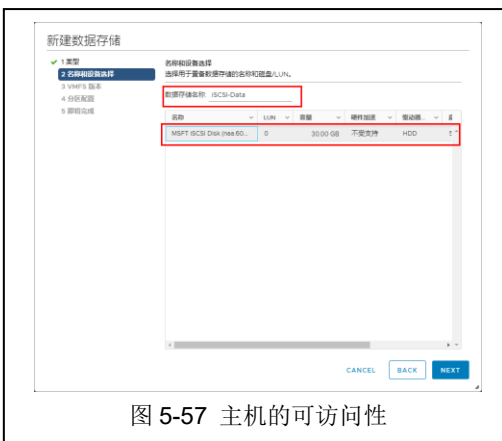 新建数据存储
1 类型
2 名称和设备选择
3 VMFS 版本
4 分区配置
5 即将完成
名称和设备选择
选择用于置备数据存储的名称和磁盘/LUN。
数据存储名称 iSCSI-Data
名称 LUN 容量 硬件加速 驱动器...
MSFT iSCSI Disk (naa.60... 0 30.00 GB 不受支持 HDD
CANCEL BACK NEXT
图 5-57 主机的可访问性